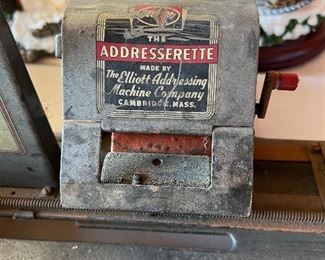 THE
ADDRESSERETTE
MADE BY
The Elliott Addressing
Machine Company
CAMBRIDGE, MASS.